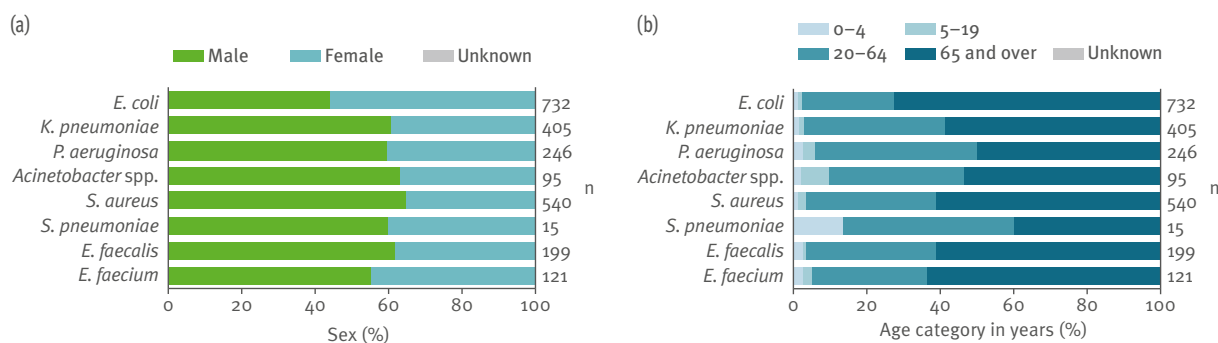 (a)
Male Female Unknown
E. coli 732
K. pneumoniae 405
P. aeruginosa 246
Acinetobacter spp. 95
S. aureus 540
S. pneumoniae 15
E. faecalis 199
E. faecium 121
n
0 20 40 60 80 100
Sex (%)
(b)
0–4 5–19
20–64 65 and over Unknown
E. coli 732
K. pneumoniae 405
P. aeruginosa 246
Acinetobacter spp. 95
S. aureus 540
S. pneumoniae 15
E. faecalis 199
E. faecium 121
n
0 20 40 60 80 100
Age category in years (%)